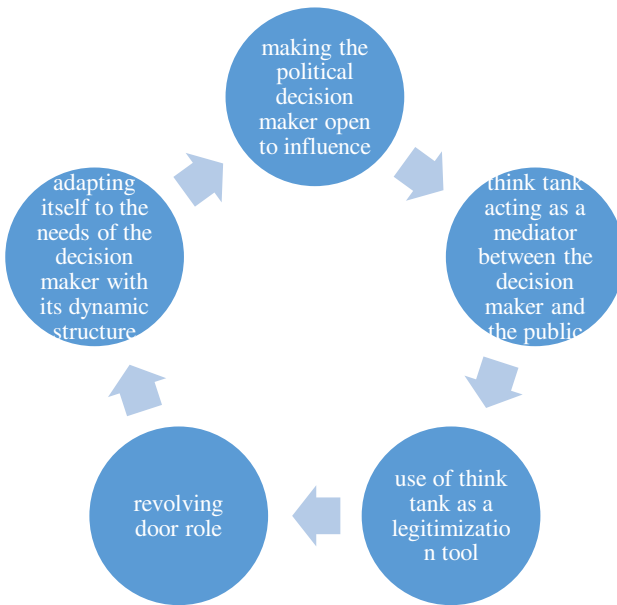 making the
political
decision
maker open
to influence
think tank
acting as a
mediator
between the
decision
maker and
the public
use of think
tank as a
legitimizatio
n tool
revolving
door role
adapting
itself to the
needs of the
decision
maker with
its dynamic
structure